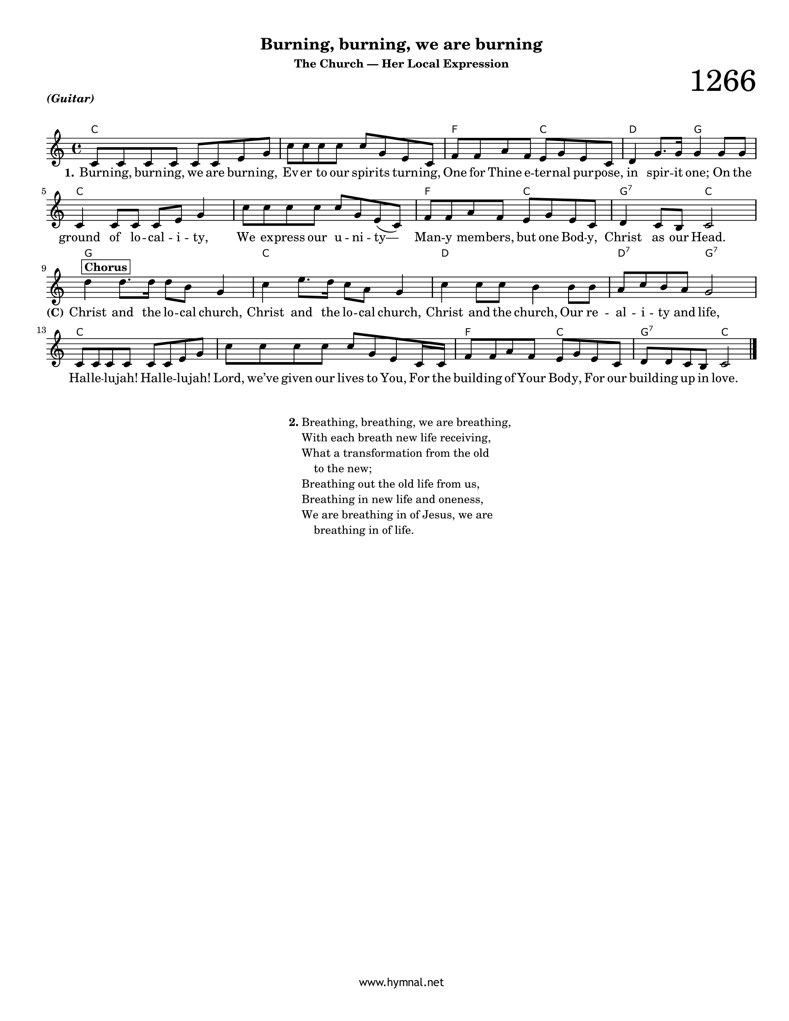 Burning, burning, we are burning
The Church — Her Local Expression
1266
(Guitar)
C F C D G
1. Burning, burning, we are burning, Ever to our spirits turning, One for Thine e-ternal purpose, in spir-it one; On the
5 C F C G7 C
ground of lo-cal-i-ty, We express our u-ni-ty— Man-y members, but one Bod-y, Christ as our Head.
9 G C D D7 G7
Chorus
(C) Christ and the lo-cal church, Christ and the lo-cal church, Christ and the church, Our re-al-i-ty and life,
13 C F C G7 C
Halle-lujah! Halle-lujah! Lord, we've given our lives to You, For the building of Your Body, For our building up in love.
2. Breathing, breathing, we are breathing,
With each breath new life receiving,
What a transformation from the old
to the new;
Breathing out the old life from us,
Breathing in new life and oneness,
We are breathing in of Jesus, we are
breathing in of life.
www.hymnal.net